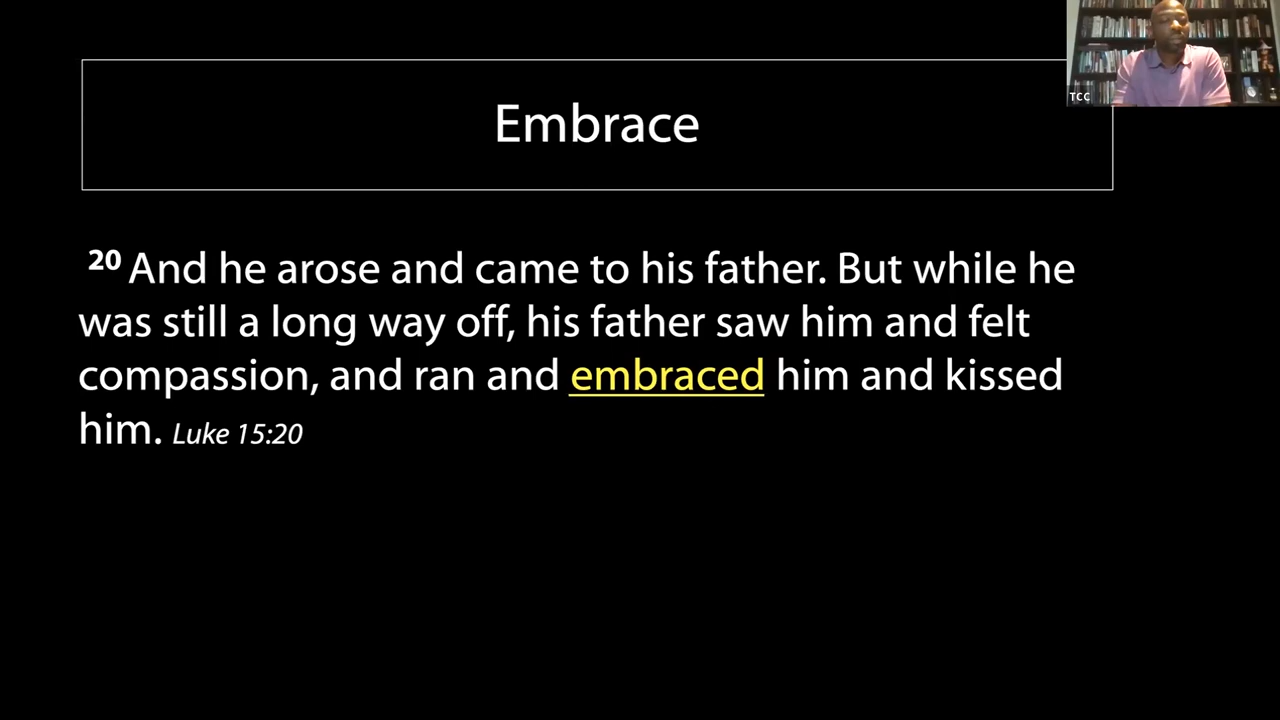 TCC
Embrace
20 And he arose and came to his father. But while he
was still a long way off, his father saw him and felt
compassion, and ran and embraced him and kissed
him. Luke 15:20